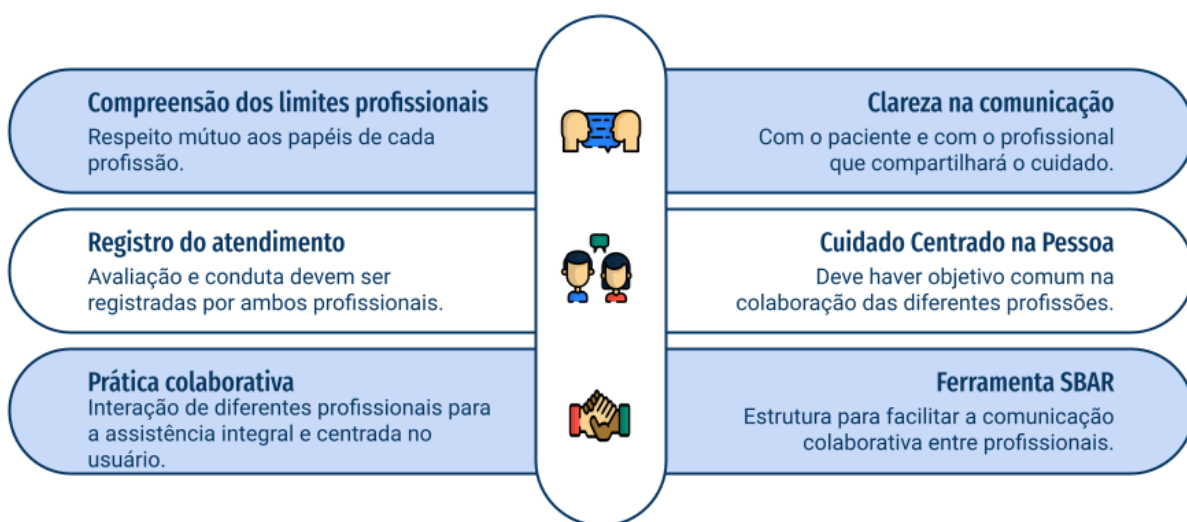 Compreensão dos limites profissionais
Respeito mútuo aos papéis de cada
profissão.
Clareza na comunicação
Com o paciente e com o profissional
que compartilhará o cuidado.
Registro do atendimento
Avaliação e conduta devem ser
registradas por ambos profissionais.
Cuidado Centrado na Pessoa
Deve haver objetivo comum na
colaboração das diferentes profissões.
Prática colaborativa
Interação de diferentes profissionais para
a assistência integral e centrada no
usuário.
Ferramenta SBAR
Estrutura para facilitar a comunicação
colaborativa entre profissionais.